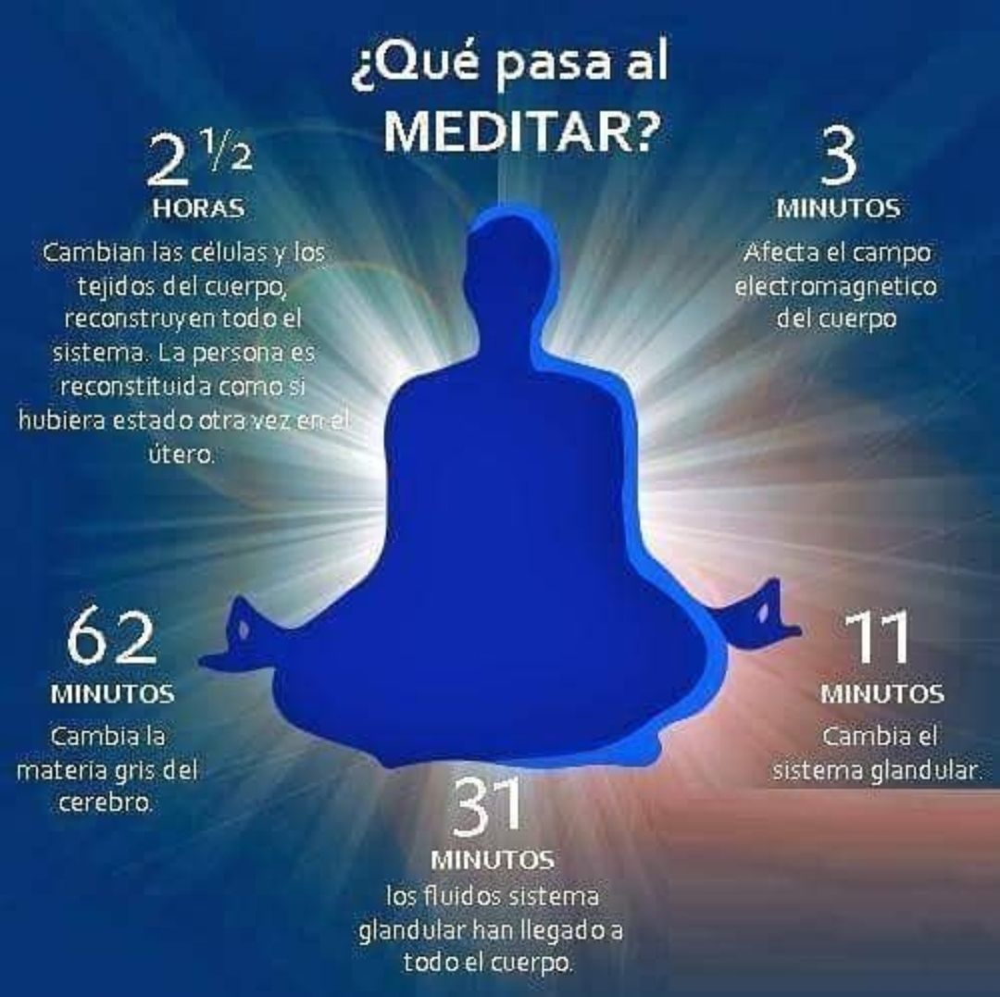 ¿Qué pasa al
MEDITAR?
3
MINUTOS
Afecta el campo
electromagnetico
del cuerpo
11
MINUTOS
Cambia el
sistema glandular.
31
MINUTOS
los fluidos sistema
glandular han llegado a
todo el cuerpo.
62
MINUTOS
Cambia la
materia gris del
cerebro.
2 ½
HORAS
Cambian las células y los
tejidos del cuerpo,
reconstruyen todo el
sistema. La persona es
reconstituida como si
hubiera estado otra vez en el
útero.